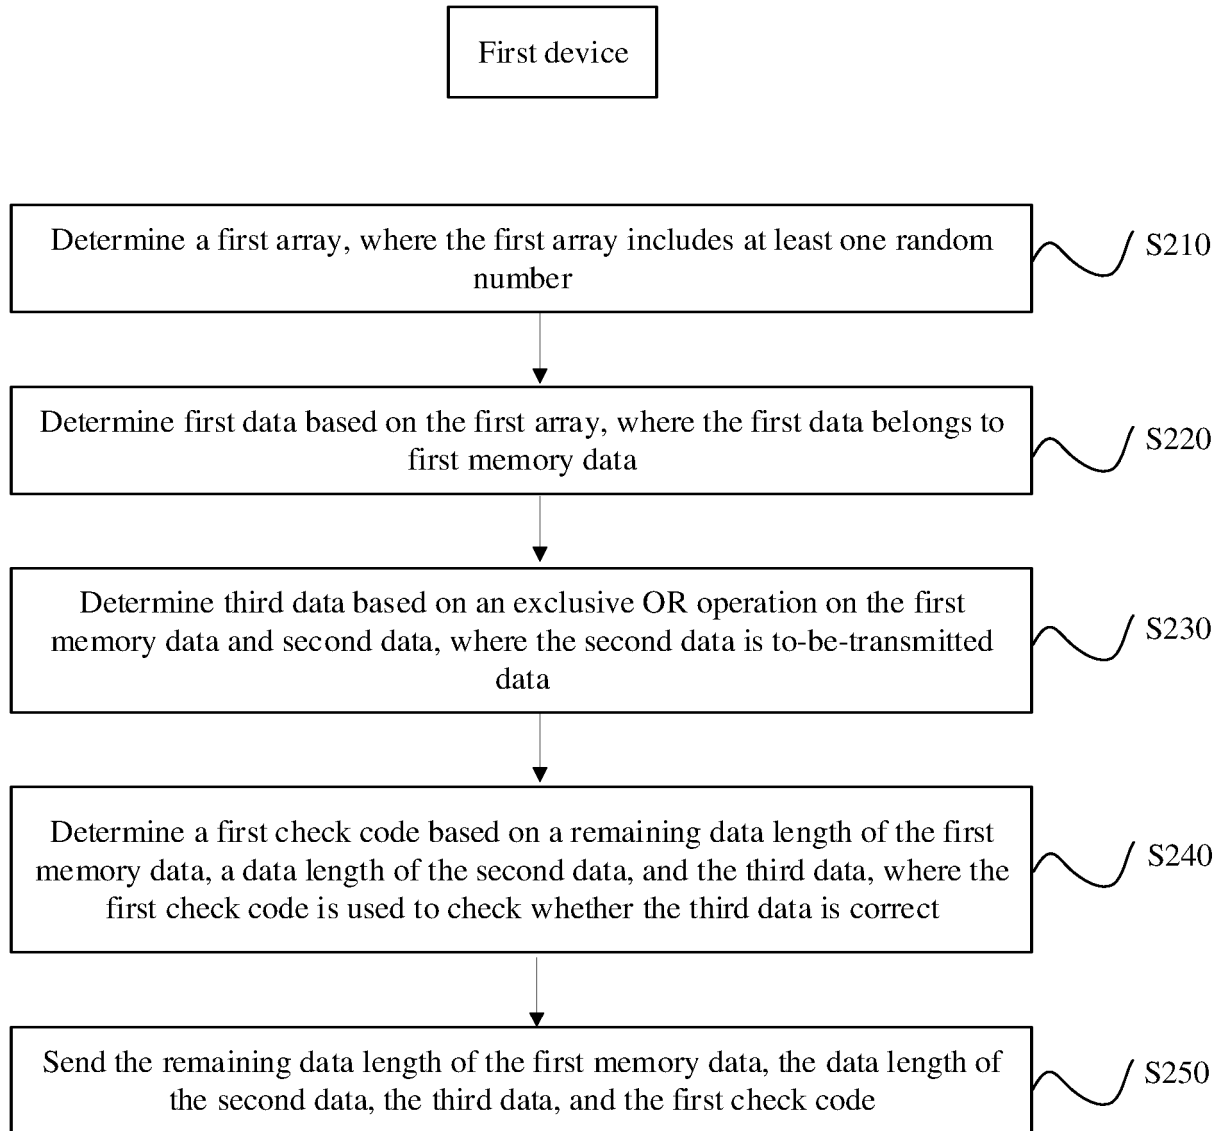 First device
Determine a first array, where the first array includes at least one random
number
S210
Determine first data based on the first array, where the first data belongs to
first memory data
S220
Determine third data based on an exclusive OR operation on the first
memory data and second data, where the second data is to-be-transmitted
data
S230
Determine a first check code based on a remaining data length of the first
memory data, a data length of the second data, and the third data, where the
first check code is used to check whether the third data is correct
S240
Send the remaining data length of the first memory data, the data length of
the second data, the third data, and the first check code
S250